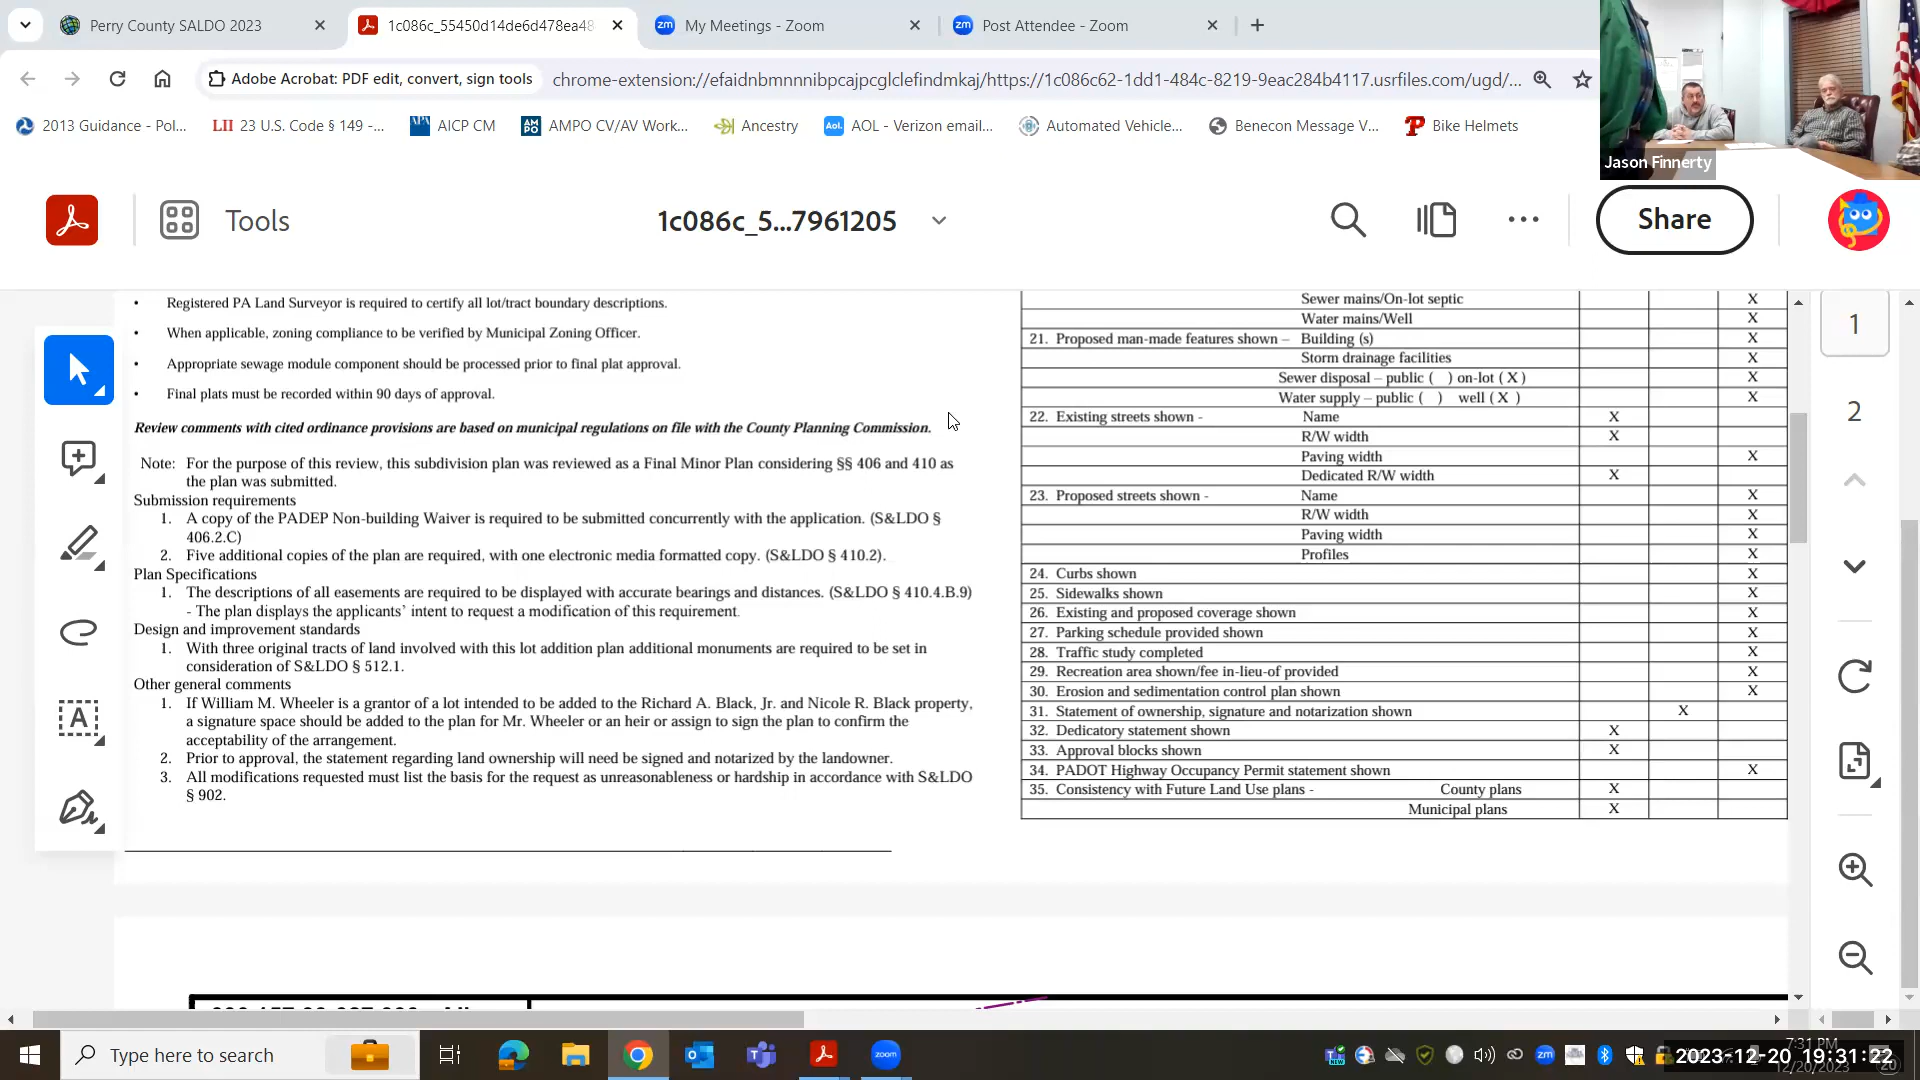 Perry County SALDO 2023
1c086c_55450d14de6d478ea48
My Meetings - Zoom
Post Attendee - Zoom
Adobe Acrobat: PDF edit, convert, sign tools
chrome-extension://efaidnbmnnnibpcajpcglclefindmkaj/https://1c086c62-1dd1-484c-8219-9eac284b4117.usrfiles.com/ugd/...
2013 Guidance - Pol...
LII 23 U.S. Code § 149 -...
AICP CM
AMPO CV/AV Work...
Ancestry
Aol. AOL - Verizon email...
Automated Vehicle...
Benecon Message V...
Bike Helmets
Jason Finnerty
Tools
1c086c_5...7961205
Share
• Registered PA Land Surveyor is required to certify all lot/tract boundary descriptions.
• When applicable, zoning compliance to be verified by Municipal Zoning Officer.
• Appropriate sewage module component should be processed prior to final plat approval.
• Final plats must be recorded within 90 days of approval.
Review comments with cited ordinance provisions are based on municipal regulations on file with the County Planning Commission.
Note: For the purpose of this review, this subdivision plan was reviewed as a Final Minor Plan considering §§ 406 and 410 as
the plan was submitted.
Submission requirements
1. A copy of the PADEP Non-building Waiver is required to be submitted concurrently with the application. (S&LDO §
406.2.C)
2. Five additional copies of the plan are required, with one electronic media formatted copy. (S&LDO § 410.2).
Plan Specifications
1. The descriptions of all easements are required to be displayed with accurate bearings and distances. (S&LDO § 410.4.B.9)
- The plan displays the applicants' intent to request a modification of this requirement.
Design and improvement standards
1. With three original tracts of land involved with this lot addition plan additional monuments are required to be set in
consideration of S&LDO § 512.1.
Other general comments
1. If William M. Wheeler is a grantor of a lot intended to be added to the Richard A. Black, Jr. and Nicole R. Black property,
a signature space should be added to the plan for Mr. Wheeler or an heir or assign to sign the plan to confirm the
acceptability of the arrangement.
2. Prior to approval, the statement regarding land ownership will need be signed and notarized by the landowner.
3. All modifications requested must list the basis for the request as unreasonableness or hardship in accordance with S&LDO
§ 902.
Sewer mains/On-lot septic X
Water mains/Well X
21. Proposed man-made features shown – Building (s) X
Storm drainage facilities X
Sewer disposal – public ( ) on-lot ( X ) X
Water supply – public ( ) well ( X ) X
22. Existing streets shown - Name X
R/W width X
Paving width X
Dedicated R/W width X
23. Proposed streets shown - Name X
R/W width X
Paving width X
Profiles X
24. Curbs shown X
25. Sidewalks shown X
26. Existing and proposed coverage shown X
27. Parking schedule provided shown X
28. Traffic study completed X
29. Recreation area shown/fee in-lieu-of provided X
30. Erosion and sedimentation control plan shown X
31. Statement of ownership, signature and notarization shown X
32. Dedicatory statement shown X
33. Approval blocks shown X
34. PADOT Highway Occupancy Permit statement shown X
35. Consistency with Future Land Use plans - County plans X
Municipal plans X
1
2
Type here to search
zoom
7:31 PM
2023-12-20 19:31:22
12/20/2023